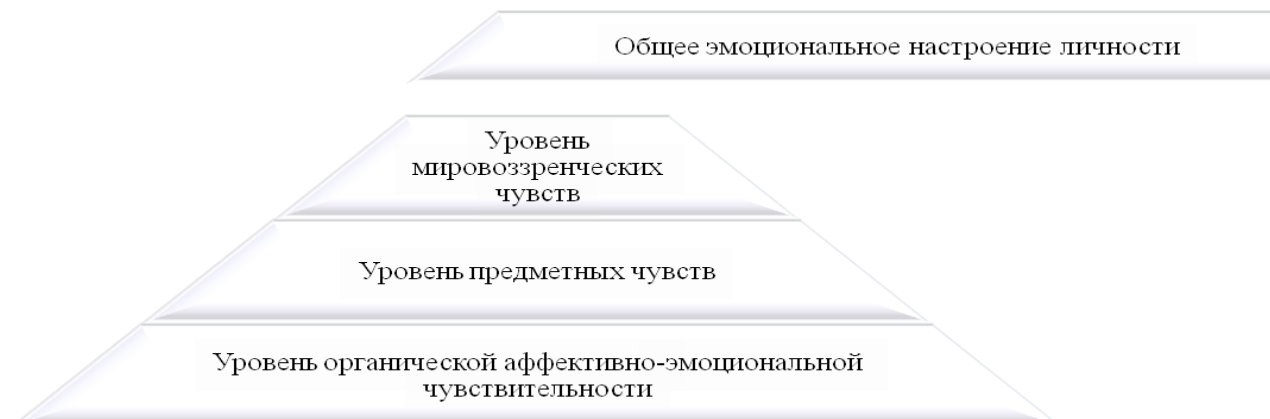 Общее эмоциональное настроение личности
Уровень
мировоззренческих
чувств
Уровень предметных чувств
Уровень органической аффективно-эмоциональной
чувствительности